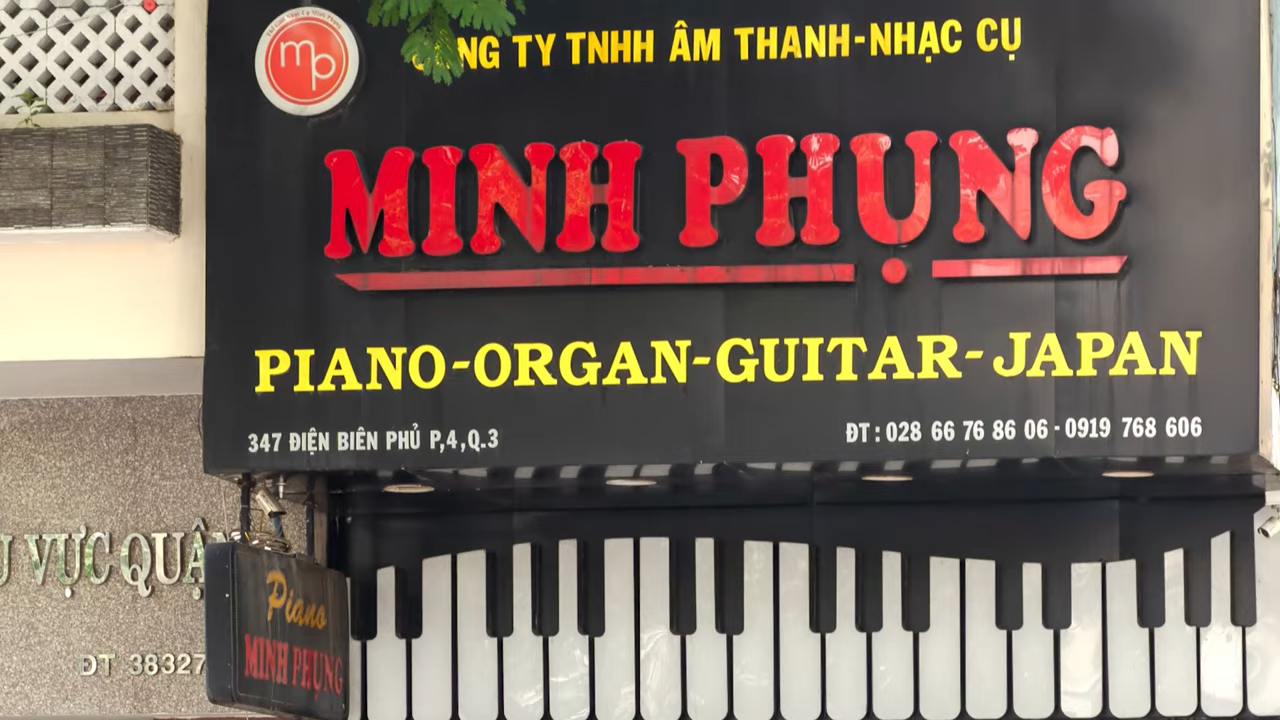 mp
TY TNHH ÂM THANH-NHẠC CỤ
MINH PHỤNG
PIANO-ORGAN-GUITAR-JAPAN
347 ĐIỆN BIÊN PHỦ P,4,Q.3
ĐT : 028 66 76 86 06 - 0919 768 606
VỰC QUẬ
ĐT 38327
Piano
MINH PHỤNG